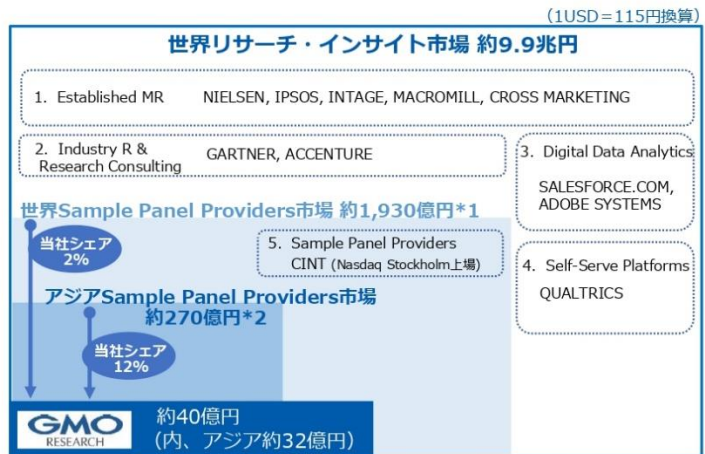 (1USD=115円換算)
世界リサーチ・インサイト市場 約9.9兆円
1. Established MR NIELSEN, IPSOS, INTAGE, MACROMILL, CROSS MARKETING
2. Industry R &
Research Consulting
GARTNER, ACCENTURE
3. Digital Data Analytics
SALESFORCE.COM,
ADOBE SYSTEMS
世界Sample Panel Providers市場 約1,930億円*1
当社シェア
2%
5. Sample Panel Providers
CINT (Nasdaq Stockholm上場)
4. Self-Serve Platforms
QUALTRICS
アジアSample Panel Providers市場
約270億円*2
当社シェア
12%
GMO
RESEARCH
約40億円
(内、アジア約32億円)